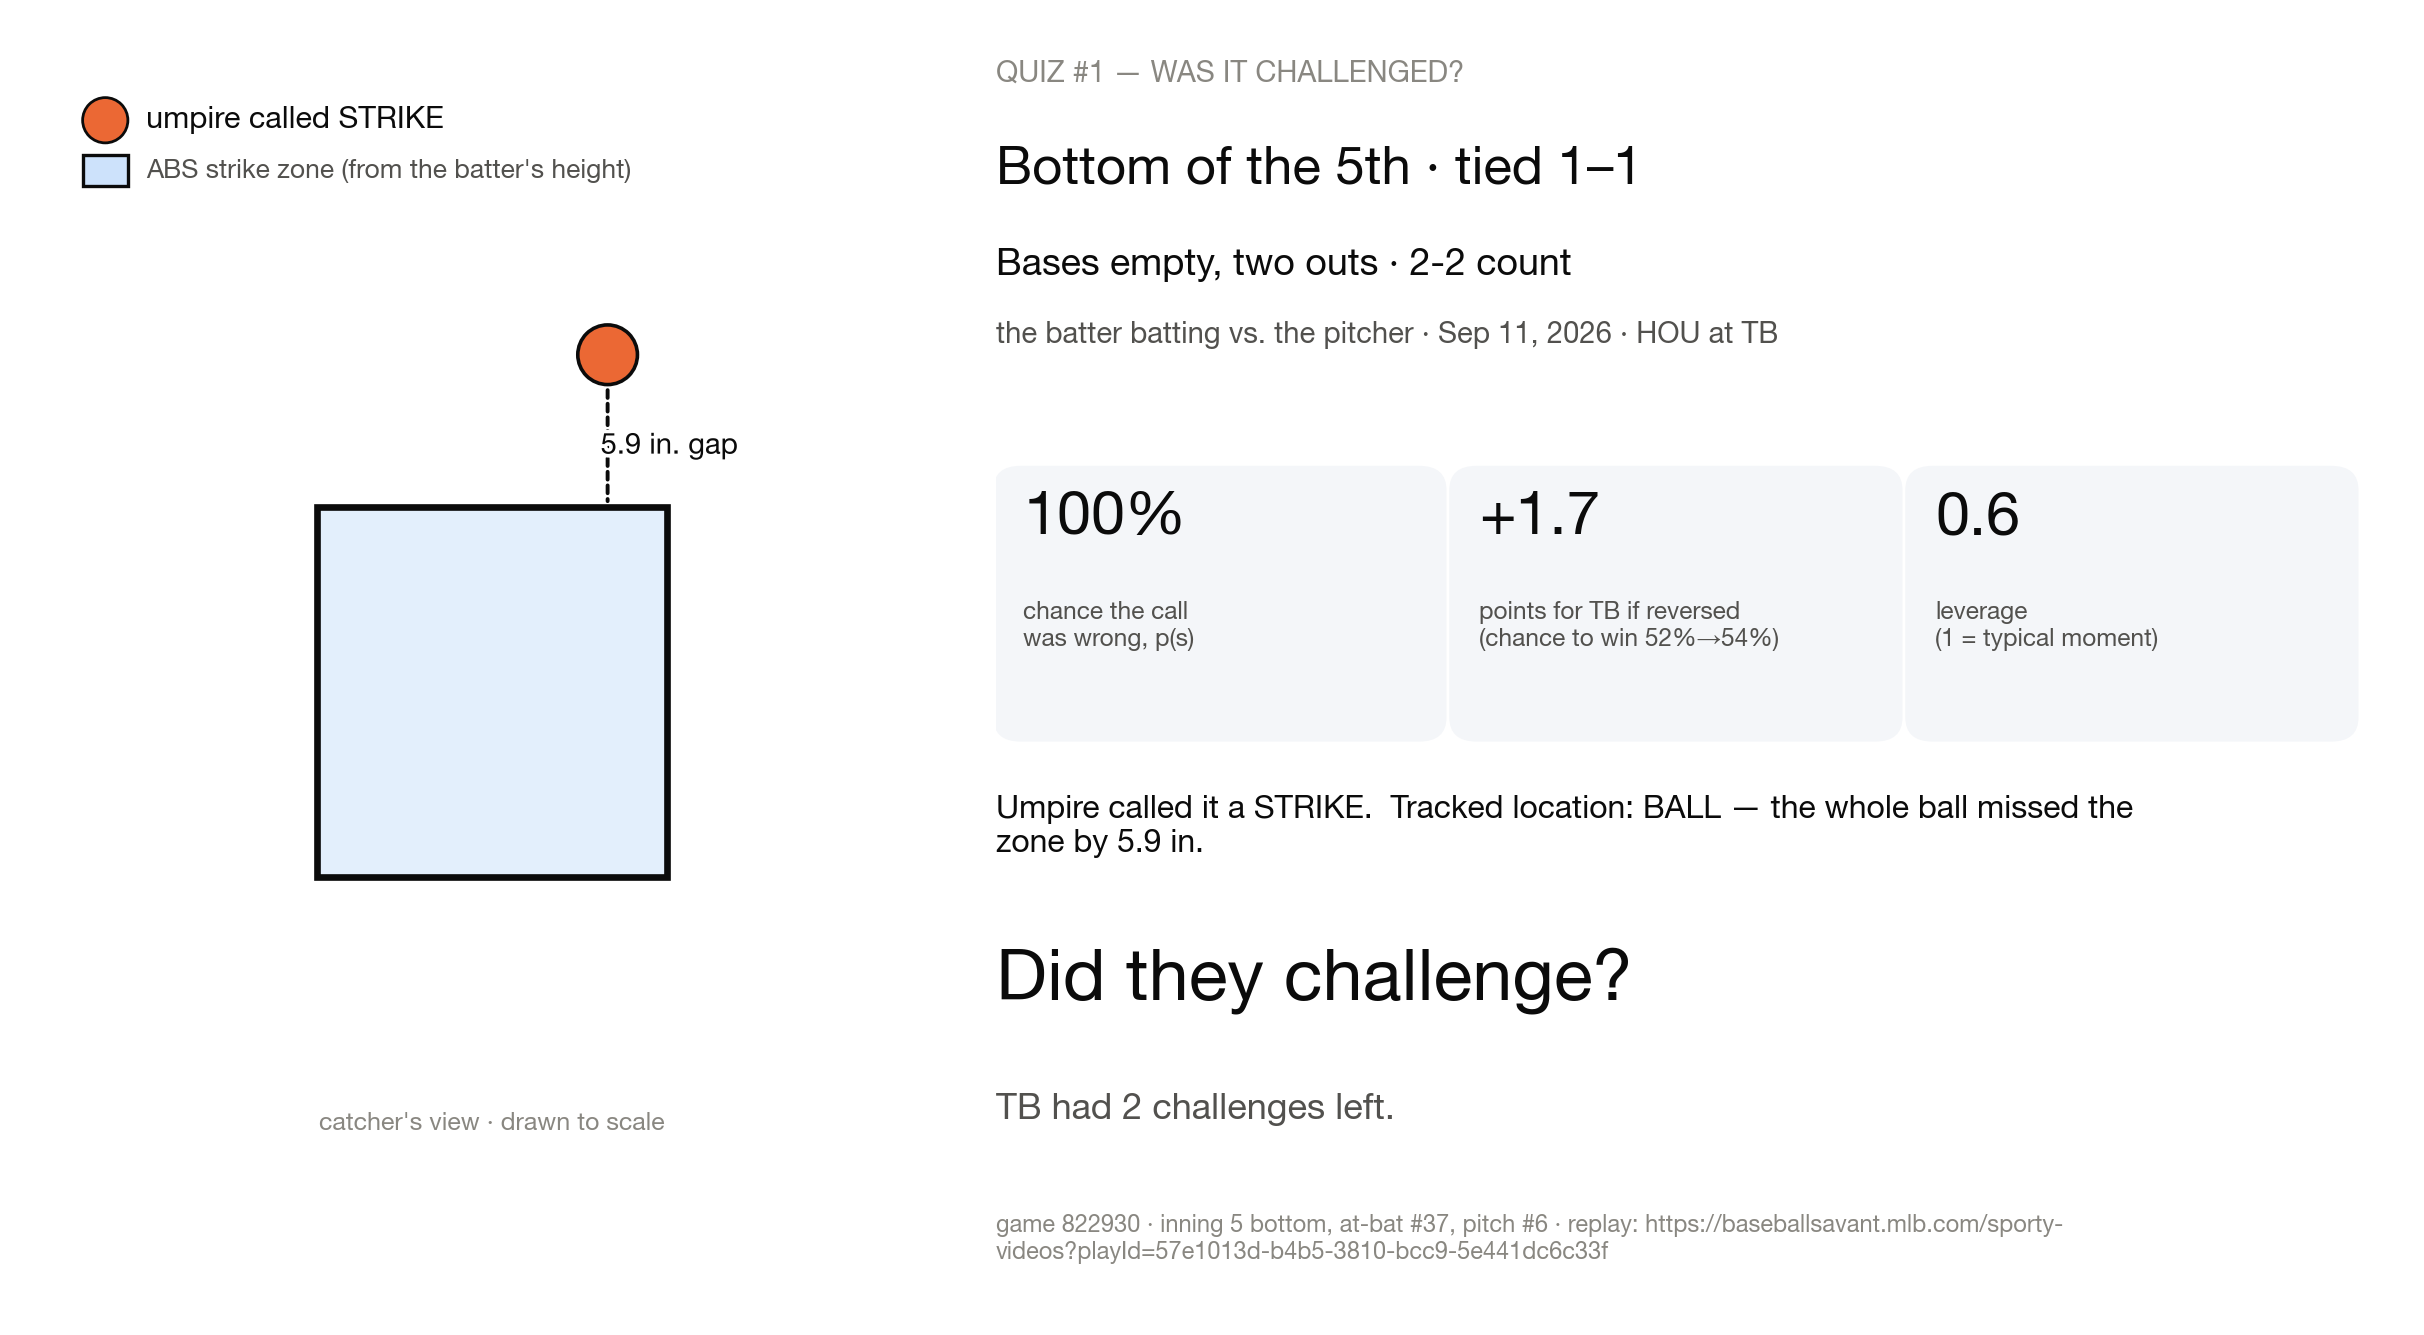 umpire called STRIKE
ABS strike zone (from the batter's height)
5.9 in. gap
catcher's view · drawn to scale
QUIZ #1 — WAS IT CHALLENGED?
Bottom of the 5th · tied 1–1
Bases empty, two outs · 2-2 count
the batter batting vs. the pitcher · Sep 11, 2026 · HOU at TB
100%
chance the call
was wrong, p(s)
+1.7
points for TB if reversed
(chance to win 52%→54%)
0.6
leverage
(1 = typical moment)
Umpire called it a STRIKE.  Tracked location: BALL — the whole ball missed the
zone by 5.9 in.
Did they challenge?
TB had 2 challenges left.
game 822930 · inning 5 bottom, at-bat #37, pitch #6 · replay: https://baseballsavant.mlb.com/sporty-
videos?playId=57e1013d-b4b5-3810-bcc9-5e441dc6c33f